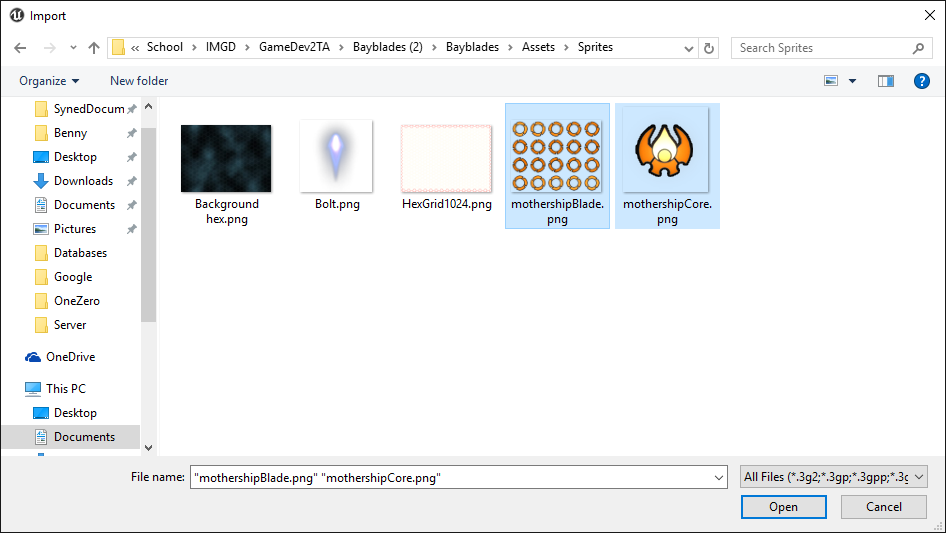 Import
« School › IMGD › GameDev2TA › Bayblades (2) › Bayblades › Assets › Sprites
Search Sprites
Organize
New folder
?
SynedDocum
Benny
Desktop
Downloads
Documents
Pictures
Databases
Google
OneZero
Server
OneDrive
This PC
Desktop
Documents
Background
hex.png
Bolt.png
HexGrid1024.png
mothershipBlade.
png
mothershipCore.
png
File name:
"mothershipBlade.png" "mothershipCore.png"
All Files (*.3g2;*.3gp;*.3gpp;*.3g
Open
Cancel